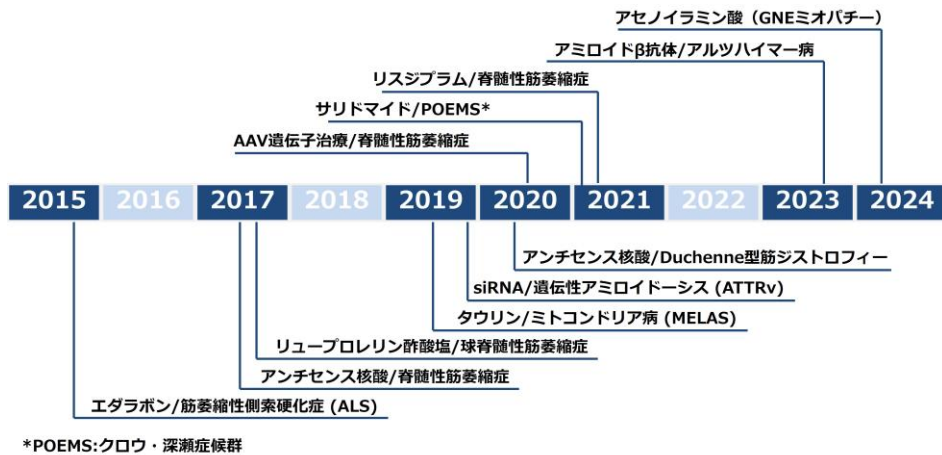 アセノイラミン酸（GNEミオパチー）
アミロイドβ抗体/アルツハイマー病
リスジプラム/脊髄性筋萎縮症
サリドマイド/POEMS*
AAV遺伝子治療/脊髄性筋萎縮症
2015 2016 2017 2018 2019 2020 2021 2022 2023 2024
アンチセンス核酸/Duchenne型筋ジストロフィー
siRNA/遺伝性アミロイドーシス (ATTRv)
タウリン/ミトコンドリア病 (MELAS)
リュープロレリン酢酸塩/球脊髄性筋萎縮症
アンチセンス核酸/脊髄性筋萎縮症
エダラボン/筋萎縮性側索硬化症 (ALS)
*POEMS:クロウ・深瀬症候群